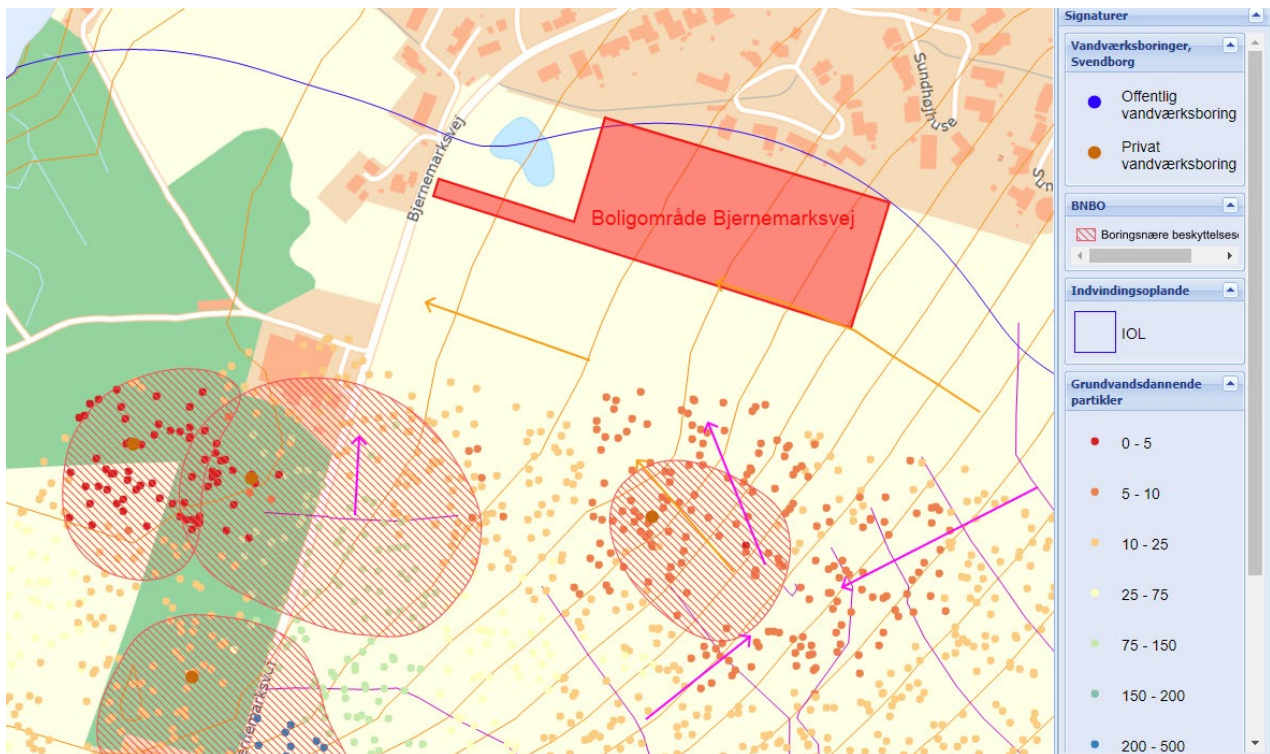 Bjernemarksvej
Sundhøjhuse
Boligområde Bjernemarksvej
Signaturer
Vandværksboringer,
Svendborg
Offentlig
vandværksboring
Privat
vandværksboring
BNBO
Boringsnære beskyttelses
Indvindingsoplande
IOL
Grundvandsdannende
partikler
0 - 5
5 - 10
10 - 25
25 - 75
75 - 150
150 - 200
200 - 500